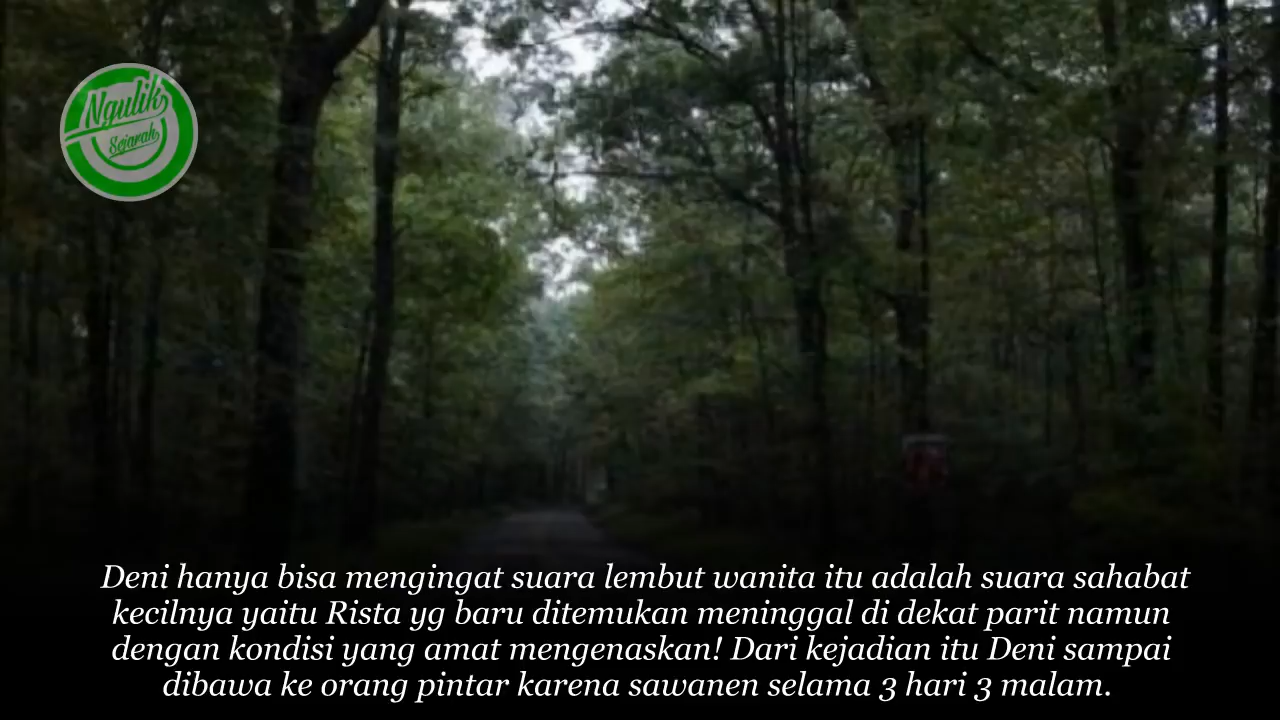 Ngulik
Sejarah
Deni hanya bisa mengingat suara lembut wanita itu adalah suara sahabat
kecilnya yaitu Rista yg baru ditemukan meninggal di dekat parit namun
dengan kondisi yang amat mengenaskan! Dari kejadian itu Deni sampai
dibawa ke orang pintar karena sawanen selama 3 hari 3 malam.